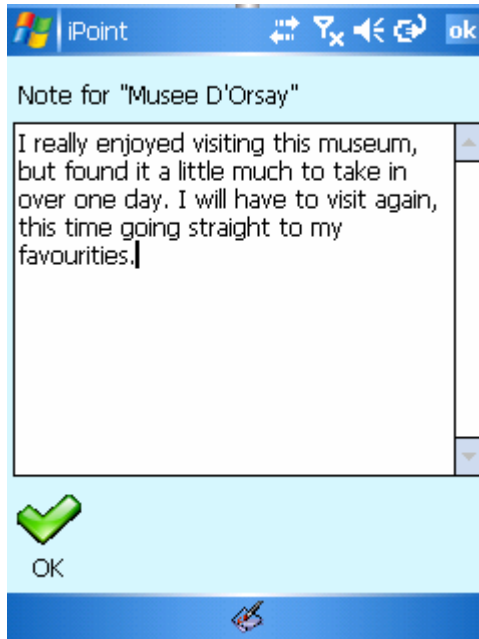 iPoint
ok
Note for "Musee D'Orsay"
I really enjoyed visiting this museum,
but found it a little much to take in
over one day. I will have to visit again,
this time going straight to my
favourities.
OK